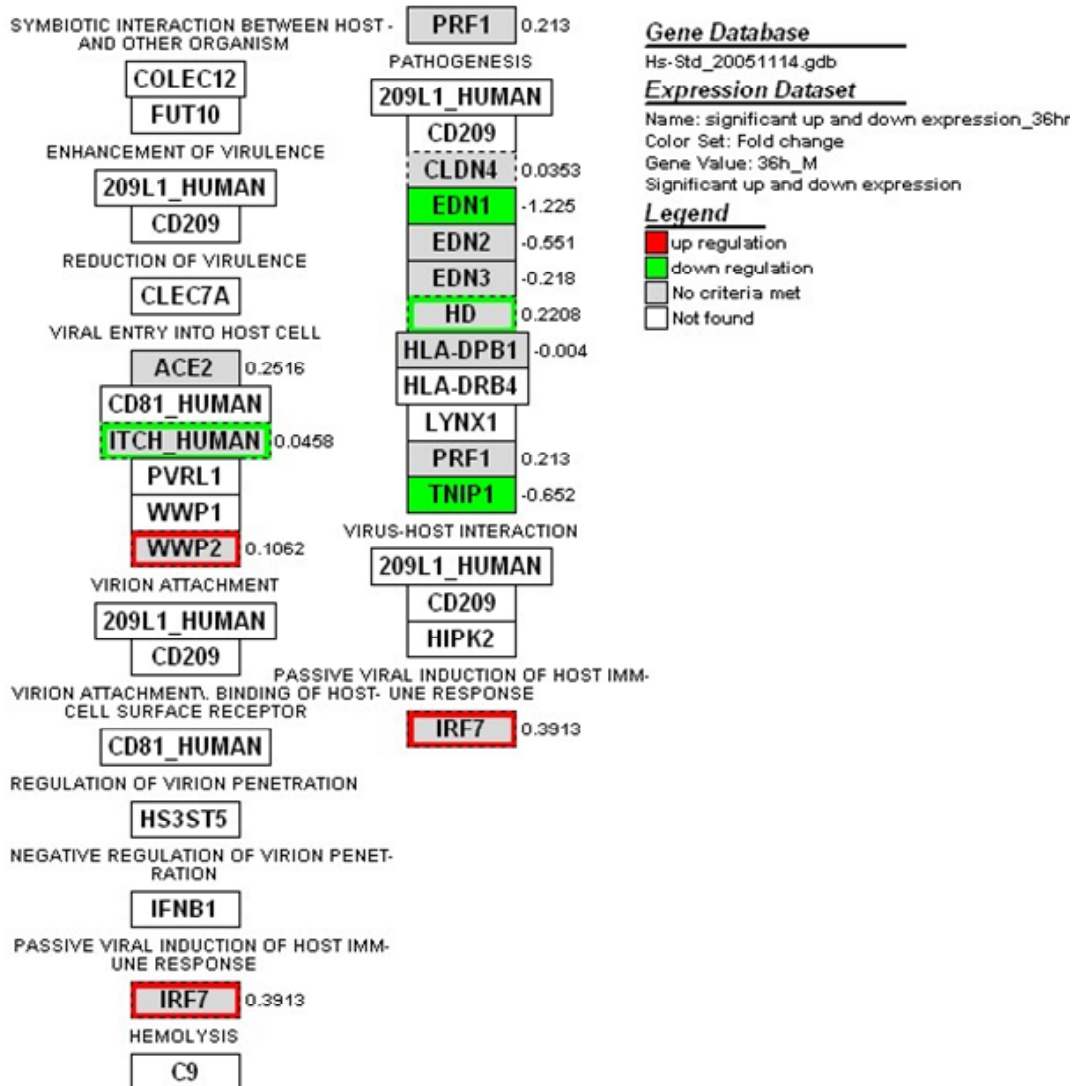 SYMBIOTIC INTERACTION BETWEEN HOST -
AND OTHER ORGANISM
COLEC12
FUT10
ENHANCEMENT OF VIRULENCE
209L1_HUMAN
CD209
REDUCTION OF VIRULENCE
CLEC7A
VIRAL ENTRY INTO HOST CELL
ACE2 0.2516
CD81_HUMAN
ITCH_HUMAN 0.0458
PVRL1
WWP1
WWP2 0.1062
VIRION ATTACHMENT
209L1_HUMAN
CD209
VIRION ATTACHMENT\. BINDING OF HOST-
CELL SURFACE RECEPTOR
CD81_HUMAN
REGULATION OF VIRION PENETRATION
HS3ST5
NEGATIVE REGULATION OF VIRION PENET-
RATION
IFNB1
PASSIVE VIRAL INDUCTION OF HOST IMM-
UNE RESPONSE
IRF7 0.3913
HEMOLYSIS
C9
PRF1 0.213
PATHOGENESIS
209L1_HUMAN
CD209
CLDN4 0.0353
EDN1 -1.225
EDN2 -0.551
EDN3 -0.218
HD 0.2208
HLA-DPB1 -0.004
HLA-DRB4
LYNX1
PRF1 0.213
TNIP1 -0.652
VIRUS-HOST INTERACTION
209L1_HUMAN
CD209
HIPK2
PASSIVE VIRAL INDUCTION OF HOST IMM-
UNE RESPONSE
IRF7 0.3913
Gene Database
Hs-Std_20051114.gdb
Expression Dataset
Name: significant up and down expression_36hr
Color Set: Fold change
Gene Value: 36h_M
Significant up and down expression
Legend
up regulation
down regulation
No criteria met
Not found